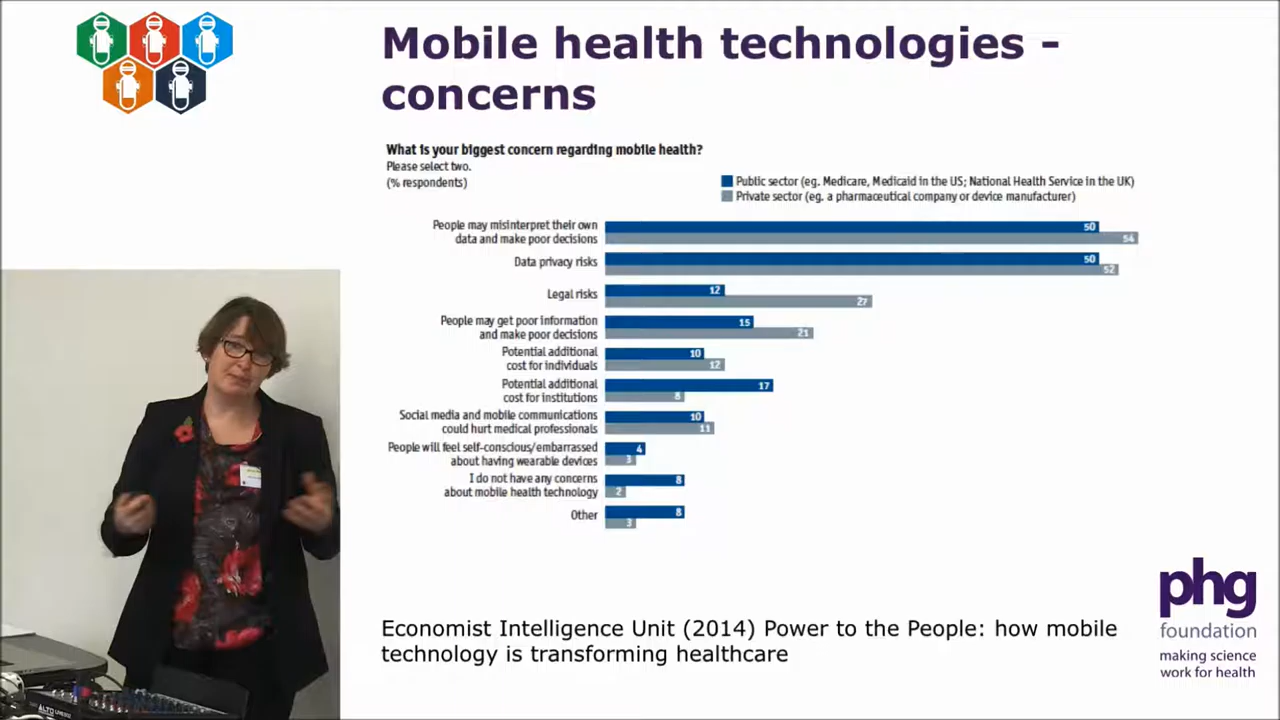 Mobile health technologies -
concerns
What is your biggest concern regarding mobile health?
Please select two.
(% respondents)
Public sector (eg. Medicare, Medicaid in the US; National Health Service in the UK)
Private sector (eg. a pharmaceutical company or device manufacturer)
People may misinterpret their own
data and make poor decisions
50
54
Data privacy risks
50
52
Legal risks
12
27
People may get poor information
and make poor decisions
15
21
Potential additional
cost for individuals
10
12
Potential additional
cost for institutions
17
8
Social media and mobile communications
could hurt medical professionals
10
11
People will feel self-conscious/embarrassed
about having wearable devices
4
3
I do not have any concerns
about mobile health technology
8
2
Other
8
3
Economist Intelligence Unit (2014) Power to the People: how mobile
technology is transforming healthcare
phg
foundation
making science
work for health
ALTO